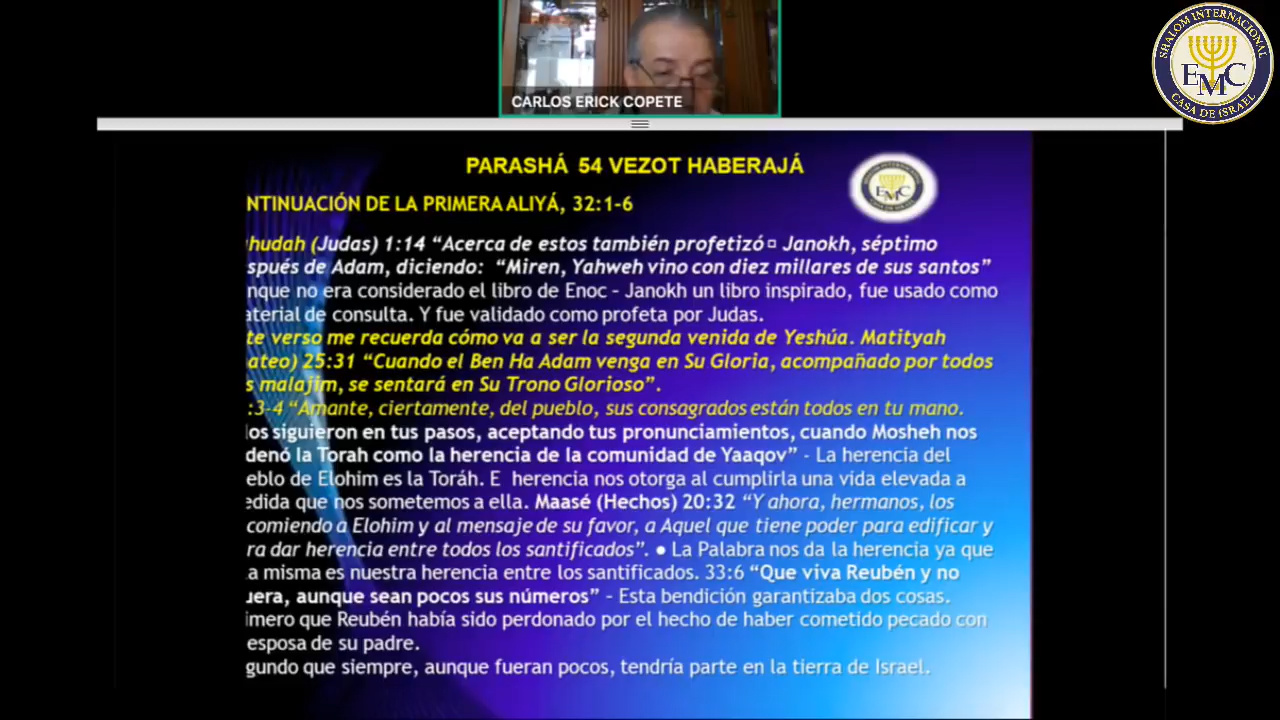 CARLOS ERICK COPETE
SHALOM INTERNACIONAL
EMC
CASA DE ISRAEL
PARASHÁ 54 VEZOT HABERAJÁ
EMC
NTINUACIÓN DE LA PRIMERA ALIYÁ, 32:1-6
hudah (Judas) 1:14 “Acerca de estos también profetizó□ Janokh, séptimo
spués de Adam, diciendo: “Miren, Yahweh vino con diez millares de sus santos”
nque no era considerado el libro de Enoc – Janokh un libro inspirado, fue usado como
aterial de consulta. Y fue validado como profeta por Judas.
te verso me recuerda cómo va a ser la segunda venida de Yeshúa. Matityah
ateo) 25:31 “Cuando el Ben Ha Adam venga en Su Gloria, acompañado por todos
s malajim, se sentará en Su Trono Glorioso”.
:3-4 “Amante, ciertamente, del pueblo, sus consagrados están todos en tu mano.
los siguieron en tus pasos, aceptando tus pronunciamientos, cuando Mosheh nos
denó la Torah como la herencia de la comunidad de Yaaqov” - La herencia del
eblo de Elohim es la Toráh. E herencia nos otorga al cumplirla una vida elevada a
edida que nos sometemos a ella. Maasé (Hechos) 20:32 “Y ahora, hermanos, los
comiendo a Elohim y al mensaje de su favor, a Aquel que tiene poder para edificar y
ra dar herencia entre todos los santificados”. ● La Palabra nos da la herencia ya que
a misma es nuestra herencia entre los santificados. 33:6 “Que viva Reubén y no
uera, aunque sean pocos sus números” – Esta bendición garantizaba dos cosas.
imero que Reubén había sido perdonado por el hecho de haber cometido pecado con
esposa de su padre.
gundo que siempre, aunque fueran pocos, tendría parte en la tierra de Israel.